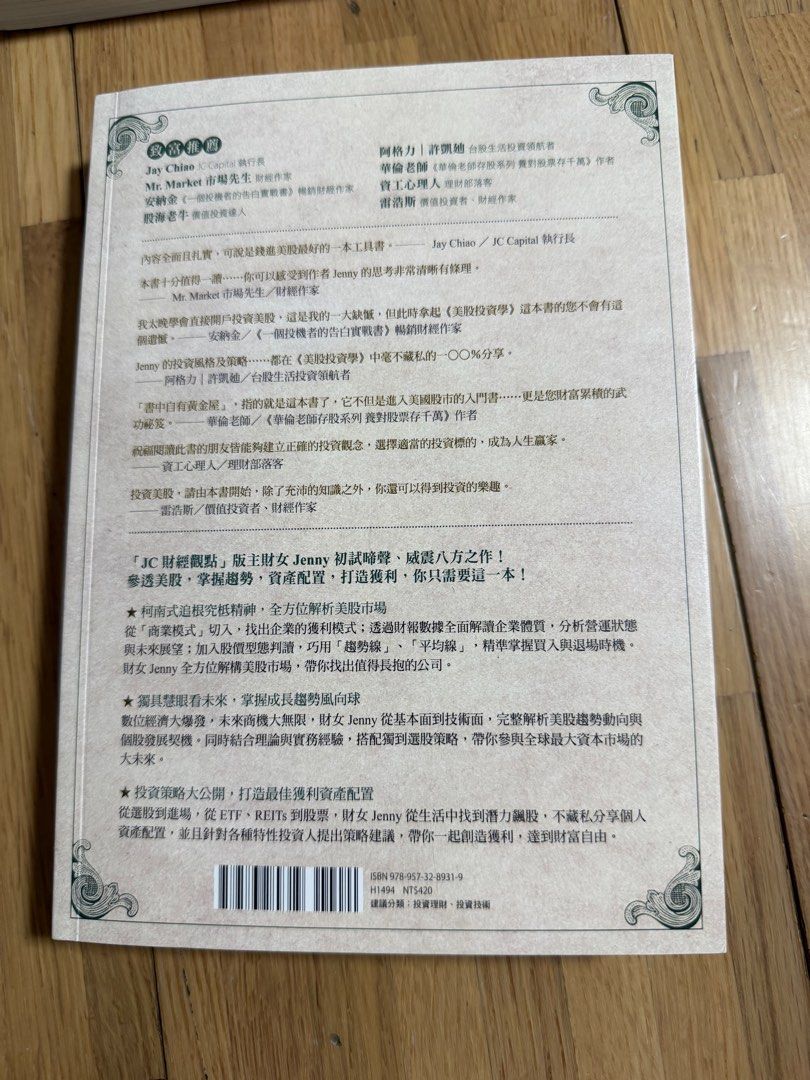 致富推薦
Jay Chiao JC Capital 執行長
Mr. Market 市場先生 財經作家
安納金《一個投機者的告白實戰書》暢銷財經作家
股海老牛 價值投資達人
阿格力｜許凱廸 台股生活投資領航者
華倫老師《華倫老師存股系列 養對股票存千萬》作者
資工心理人 理財部落客
雷浩斯 價值投資者、財經作家
內容全面且扎實，可說是錢進美股最好的一本工具書。—— Jay Chiao／JC Capital 執行長
本書十分值得一讀……你可以感受到作者 Jenny 的思考非常清晰有條理。
—— Mr. Market 市場先生／財經作家
我太晚學會直接開戶投資美股，這是我的一大缺憾，但此時拿起《美股投資學》這本書的您不會有這
個遺憾。—— 安納金／《一個投機者的告白實戰書》暢銷財經作家
Jenny 的投資風格及策略……都在《美股投資學》中毫不藏私的一〇〇％分享。
—— 阿格力｜許凱廸／台股生活投資領航者
「書中自有黃金屋」，指的就是這本書了，它不但是進入美國股市的入門書……更是您財富累積的武
功祕笈。—— 華倫老師／《華倫老師存股系列 養對股票存千萬》作者
祝福閱讀此書的朋友皆能夠建立正確的投資觀念，選擇適當的投資標的，成為人生贏家。
—— 資工心理人／理財部落客
投資美股，請由本書開始，除了充沛的知識之外，你還可以得到投資的樂趣。
—— 雷浩斯／價值投資者、財經作家
「JC 財經觀點」版主財女 Jenny 初試啼聲、威震八方之作！
參透美股，掌握趨勢，資產配置，打造獲利，你只需要這一本！
★ 柯南式追根究柢精神，全方位解析美股市場
從「商業模式」切入，找出企業的獲利模式；透過財報數據全面解讀企業體質，分析營運狀態
與未來展望；加入股價型態判讀，巧用「趨勢線」、「平均線」，精準掌握買入與退場時機。
財女 Jenny 全方位解構美股市場，帶你找出值得長抱的公司。
★ 獨具慧眼看未來，掌握成長趨勢風向球
數位經濟大爆發，未來商機大無限，財女 Jenny 從基本面到技術面，完整解析美股趨勢動向與
個股發展契機。同時結合理論與實務經驗，搭配獨到選股策略，帶你參與全球最大資本市場的
大未來。
★ 投資策略大公開，打造最佳獲利資產配置
從選股到進場，從 ETF、REITs 到股票，財女 Jenny 從生活中找到潛力飆股，不藏私分享個人
資產配置，並且針對各種特性投資人提出策略建議，帶你一起創造獲利，達到財富自由。
ISBN 978-957-32-8931-9
H1494 NT$420
建議分類：投資理財、投資技術